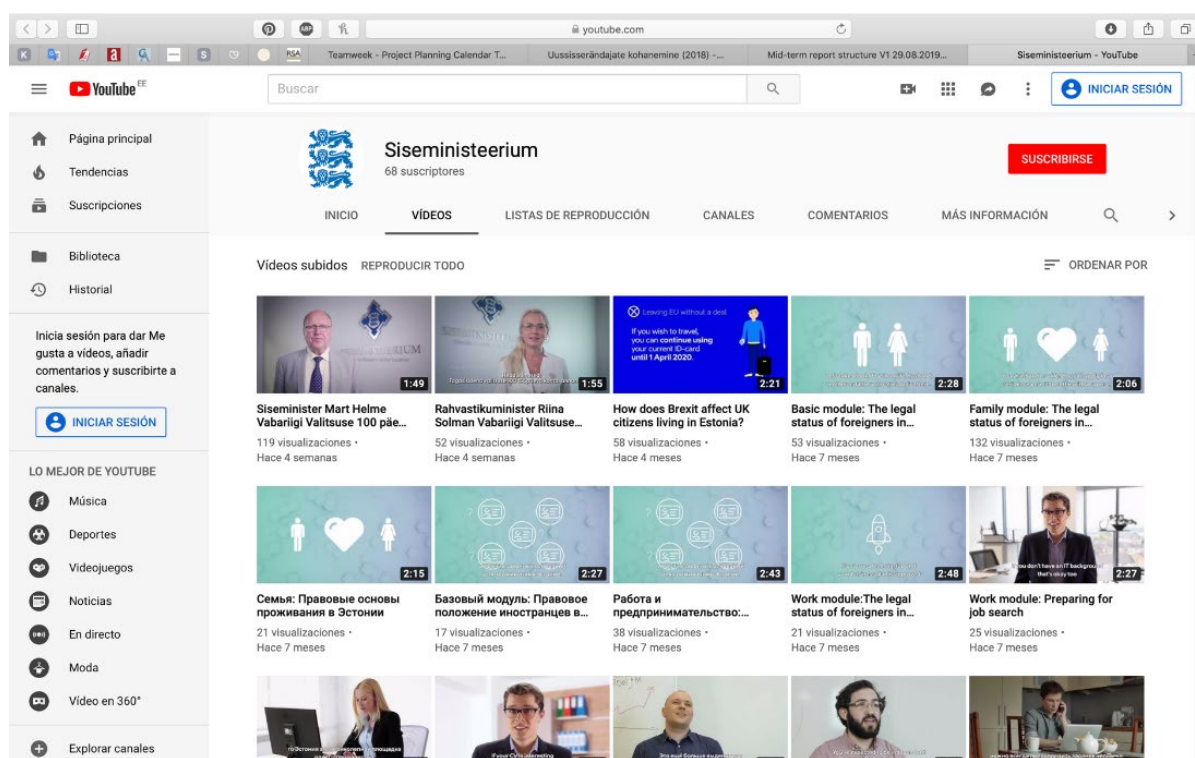 youtube.com
RSA
Teamweek - Project Planning Calendar T...
Uussisserändajate kohanemine (2018) -...
Mid-term report structure V1 29.08.2019...
Siseministeerium - YouTube
YouTube EE
Buscar
INICIAR SESIÓN
Página principal
Tendencias
Suscripciones
Biblioteca
Historial
Inicia sesión para dar Me
gusta a vídeos, añadir
comentarios y suscribirte a
canales.
INICIAR SESIÓN
LO MEJOR DE YOUTUBE
Música
Deportes
Videojuegos
Noticias
En directo
Moda
Vídeo en 360°
Explorar canales
Siseministeerium
68 suscriptores
SUSCRIBIRSE
INICIO VÍDEOS LISTAS DE REPRODUCCIÓN CANALES COMENTARIOS MÁS INFORMACIÓN
Vídeos subidos REPRODUCIR TODO
ORDENAR POR
1:49
Siseminister Mart Helme
Vabariigi Valitsuse 100 päe...
119 visualizaciones •
Hace 4 semanas
1:55
Rahvastikuminister Riina
Solman Vabariigi Valitsuse...
52 visualizaciones •
Hace 4 semanas
Leaving EU without a deal
If you wish to travel,
you can continue using
your current ID-card
until 1 April 2020.
2:21
How does Brexit affect UK
citizens living in Estonia?
58 visualizaciones •
Hace 4 meses
2:28
Basic module: The legal
status of foreigners in...
53 visualizaciones •
Hace 7 meses
2:06
Family module: The legal
status of foreigners in...
132 visualizaciones •
Hace 7 meses
2:15
Семья: Правовые основы
проживания в Эстонии
21 visualizaciones •
Hace 7 meses
2:27
Базовый модуль: Правовое
положение иностранцев в...
17 visualizaciones •
Hace 7 meses
2:43
Работа и
предпринимательство:...
38 visualizaciones •
Hace 7 meses
2:48
Work module:The legal
status of foreigners in...
21 visualizaciones •
Hace 7 meses
you don't have an IT background
that's okay too
2:27
Work module: Preparing for
job search
25 visualizaciones •
Hace 7 meses